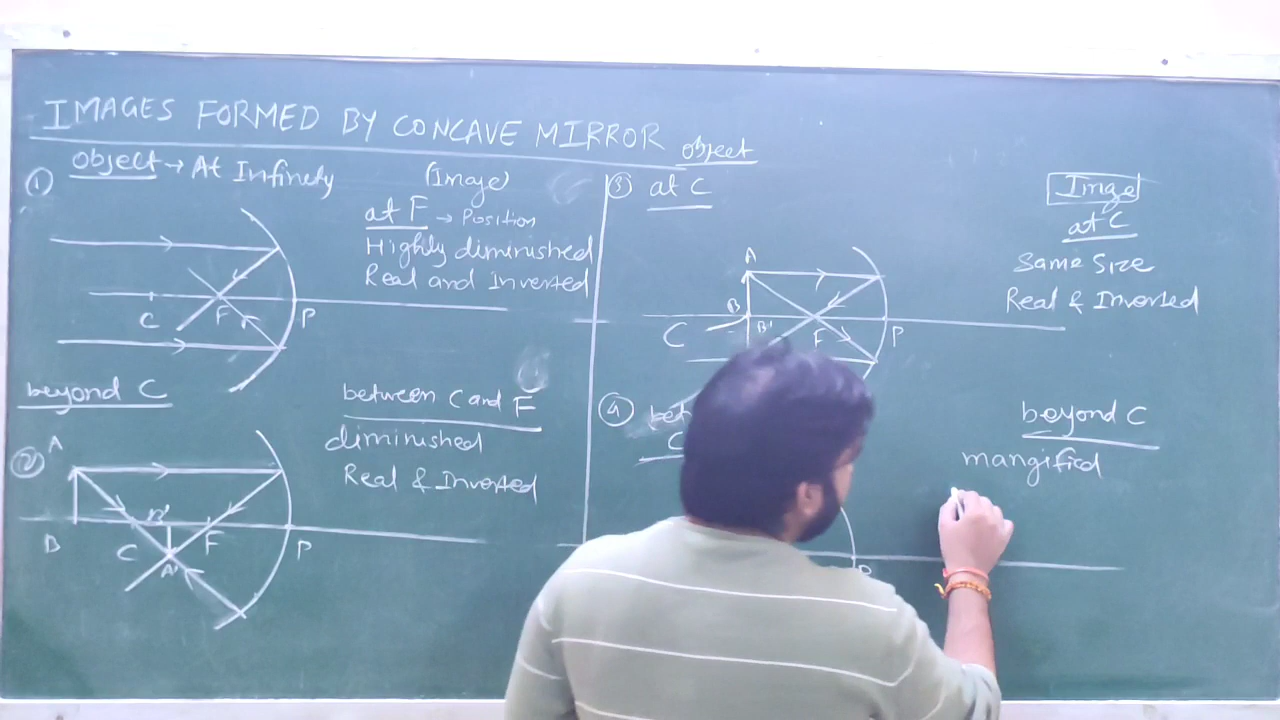 IMAGES FORMED BY CONCAVE MIRROR
① Object → At Infinity
(Image)
at F → Position
Highly diminished
Real and Inverted
C F P
beyond C
between C and F
diminished
Real & Inverted
②
A
B' 
B C F P
A'
object
③ at C
Image
at C
Same Size
Real & Inverted
A
B
C B' F P
④ bet
C
beyond C
mangified
P